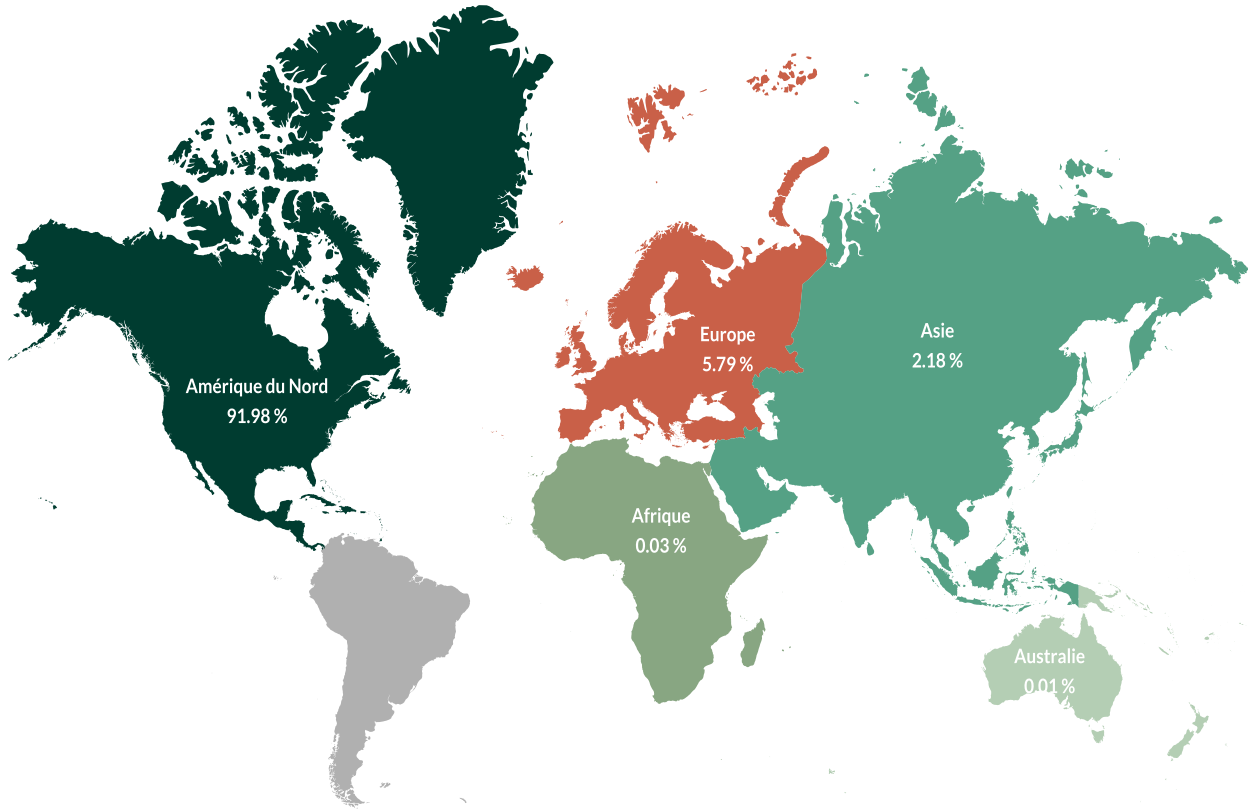 Amérique du Nord
91.98 %
Europe
5.79 %
Asie
2.18 %
Afrique
0.03 %
Australie
0.01 %